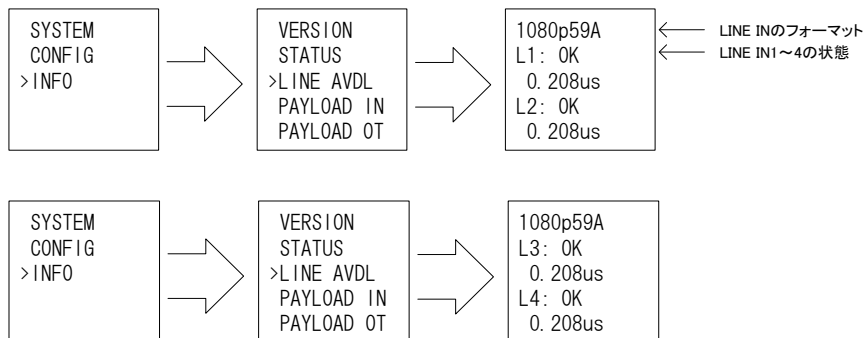 SYSTEM
CONFIG
>INFO
VERSION
STATUS
>LINE AVDL
PAYLOAD IN
PAYLOAD OT
1080p59A
L1: OK
0.208us
L2: OK
0.208us
LINE INのフォーマット
LINE IN1～4の状態
SYSTEM
CONFIG
>INFO
VERSION
STATUS
>LINE AVDL
PAYLOAD IN
PAYLOAD OT
1080p59A
L3: OK
0.208us
L4: OK
0.208us